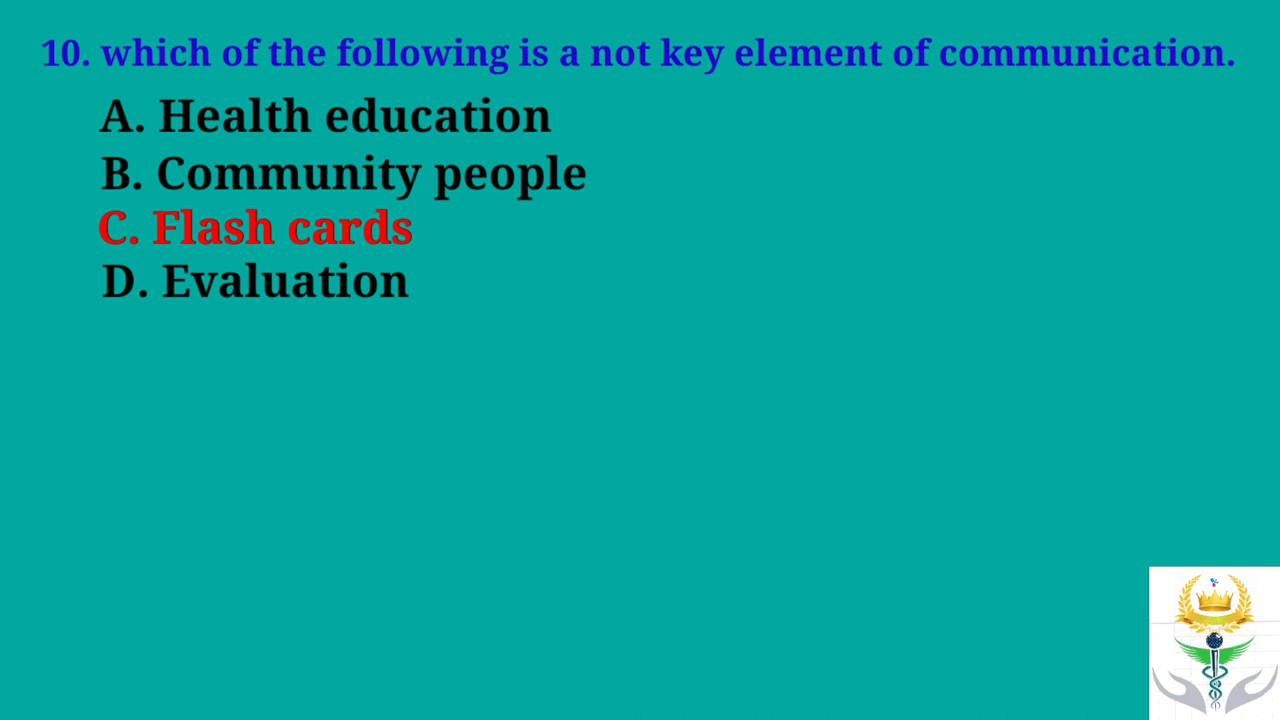 10. which of the following is a not key element of communication.
A. Health education
B. Community people
C. Flash cards
D. Evaluation